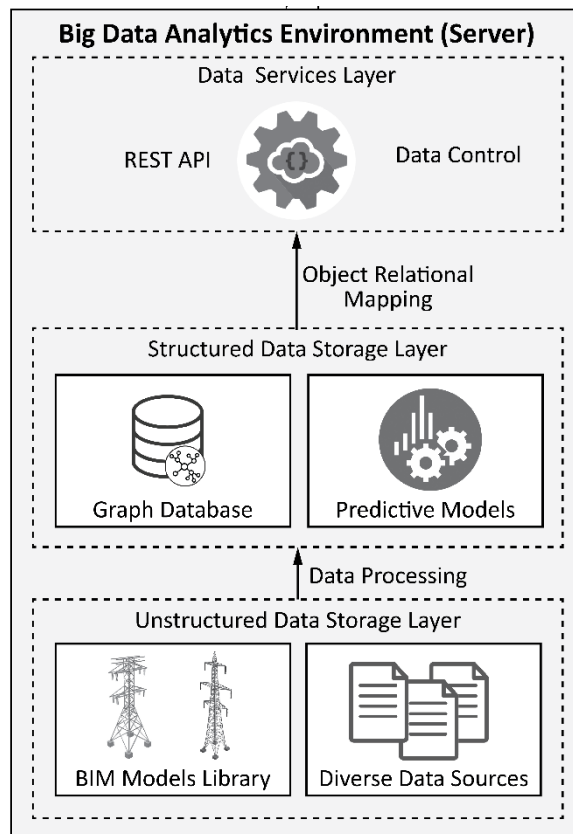 Big Data Analytics Environment (Server)
Data Services Layer
REST API
{}
Data Control
Object Relational
Mapping
Structured Data Storage Layer
Graph Database
Predictive Models
Data Processing
Unstructured Data Storage Layer
BIM Models Library
Diverse Data Sources